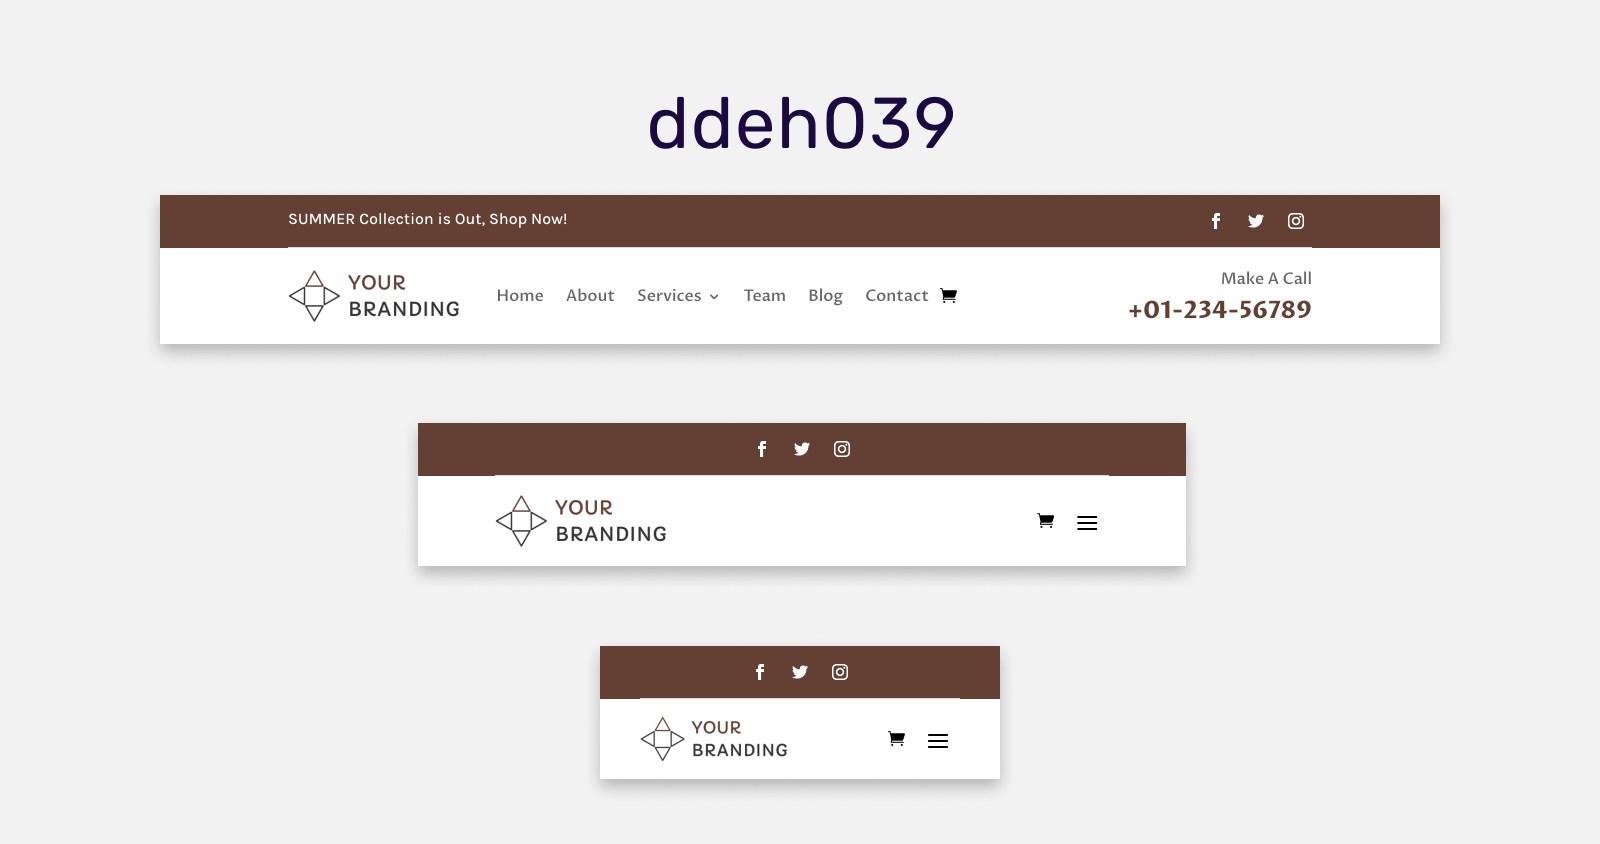 ddeh039
SUMMER Collection is Out, Shop Now!
YOUR
BRANDING
Home About Services Team Blog Contact
Make A Call
+01-234-56789
YOUR
BRANDING
YOUR
BRANDING